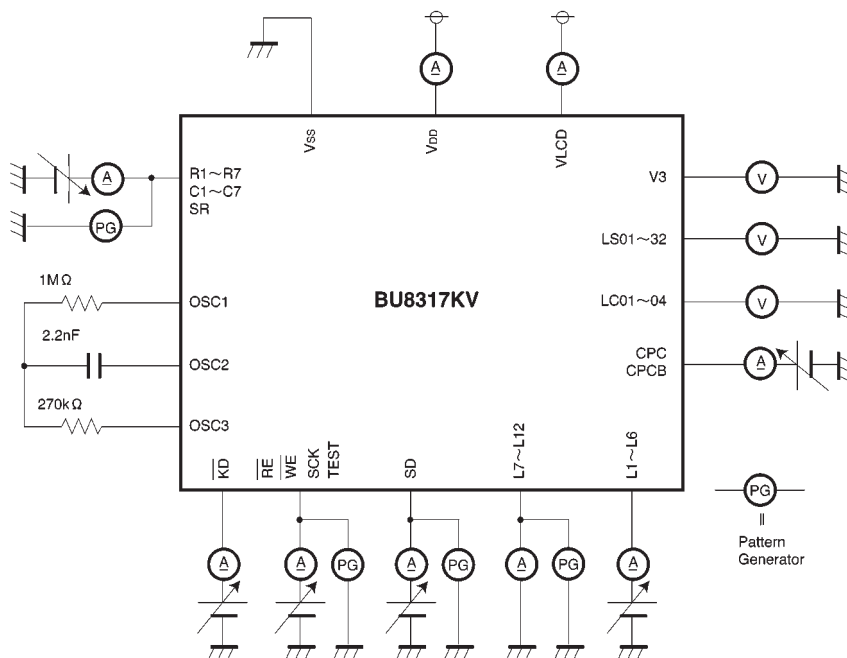 A
A
VSS
VDD
VLCD
A
R1～R7
C1～C7
SR
PG
V3
V
LS01～32
V
1MΩ
OSC1
BU8317KV
LC01～04
V
2.2nF
OSC2
CPC
CPCB
A
270kΩ
OSC3
KD
RE
WE
SCK
TEST
SD
L7～L12
L1～L6
PG
II
Pattern
Generator
A
A
PG
A
PG
A
PG
A